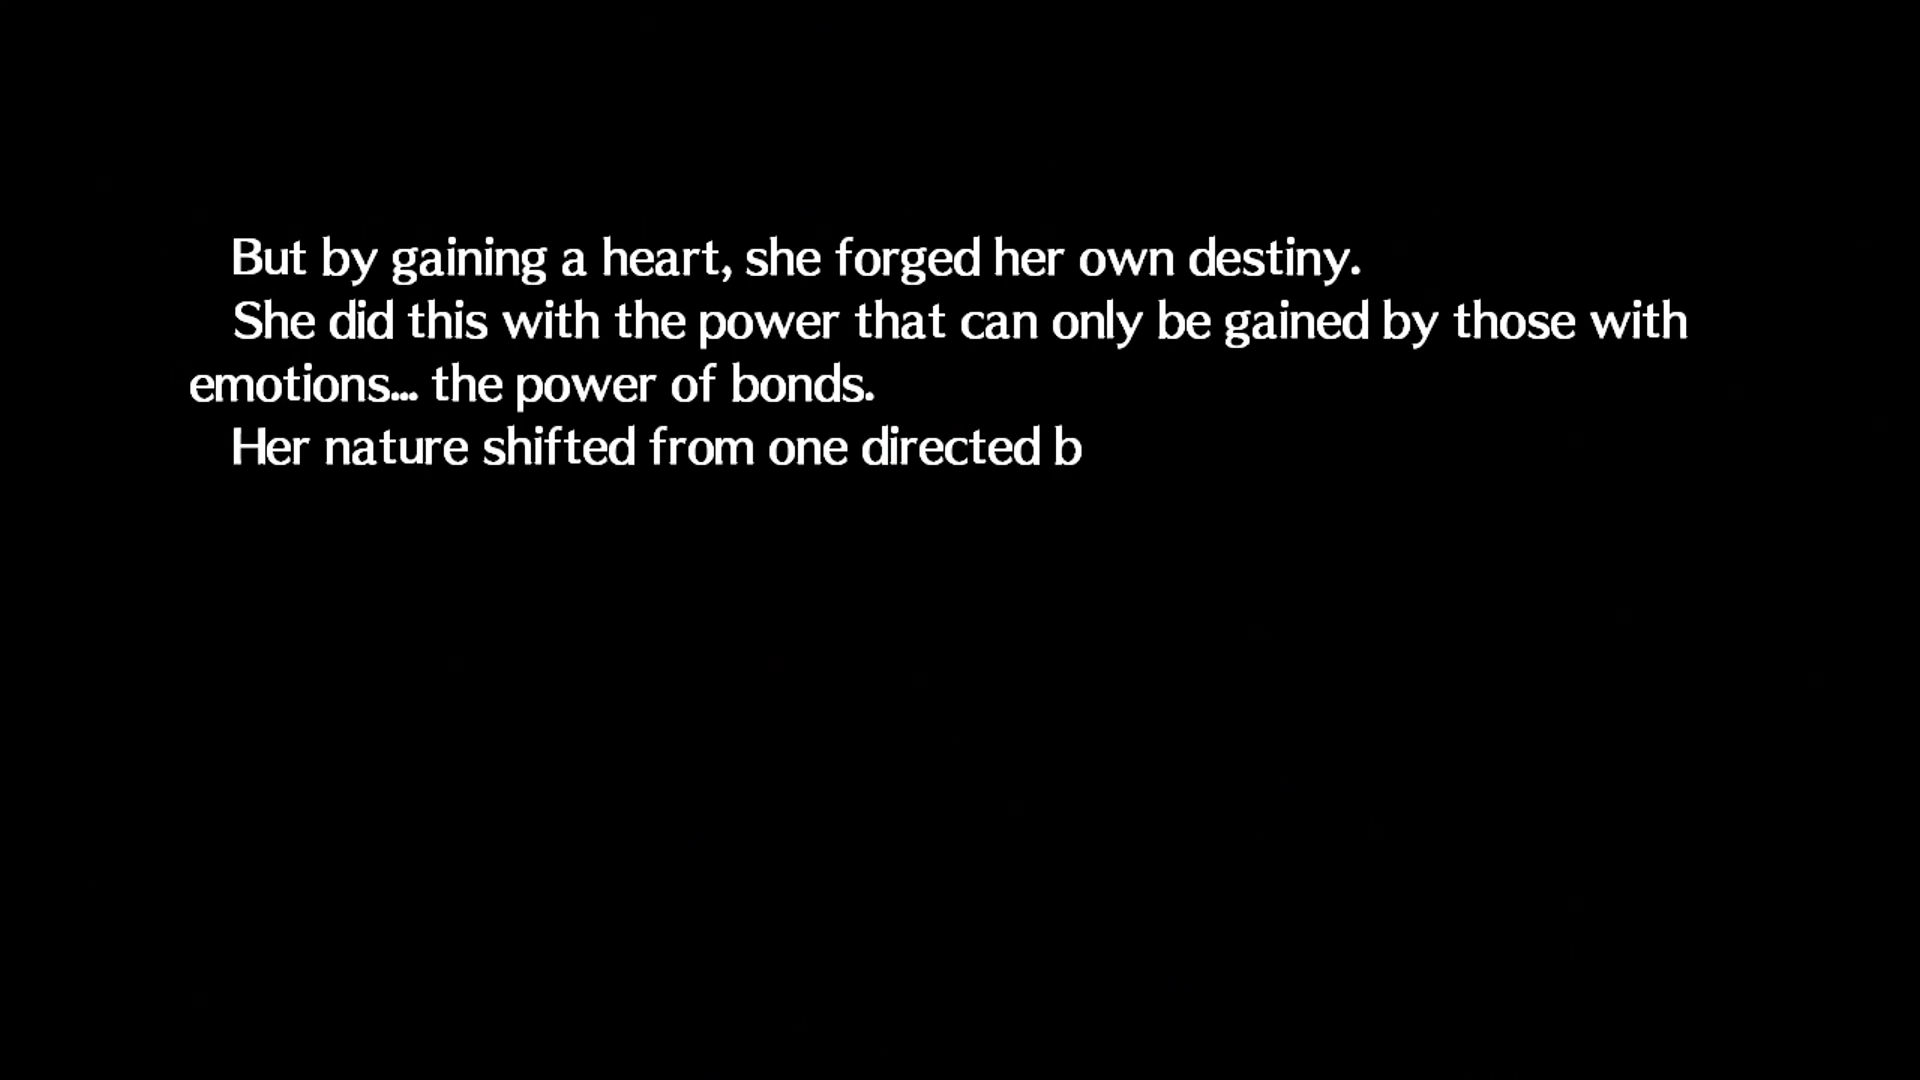 But by gaining a heart, she forged her own destiny.
She did this with the power that can only be gained by those with
emotions... the power of bonds.
Her nature shifted from one directed b